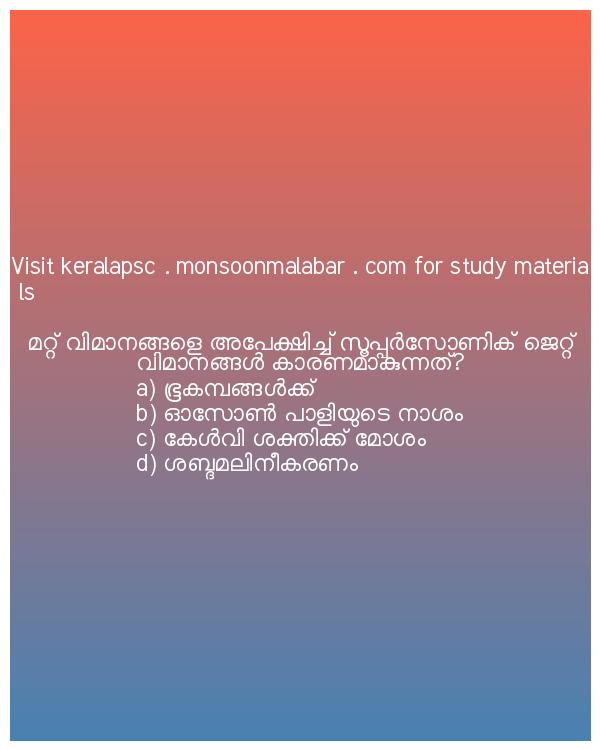 Visit keralapsc . monsoonmalabar . com for study materia
ls
മറ്റ് വിമാനങ്ങളെ അപേക്ഷിച്ച് സൂപ്പർസോണിക് ജെറ്റ്
വിമാനങ്ങൾ കാരണമാകുന്നത്?
a) ഭൂകമ്പങ്ങൾക്ക്
b) ഓസോൺ പാളിയുടെ നാശം
c) കേൾവി ശക്തിക്ക് മോശം
d) ശബ്ദമലിനീകരണം